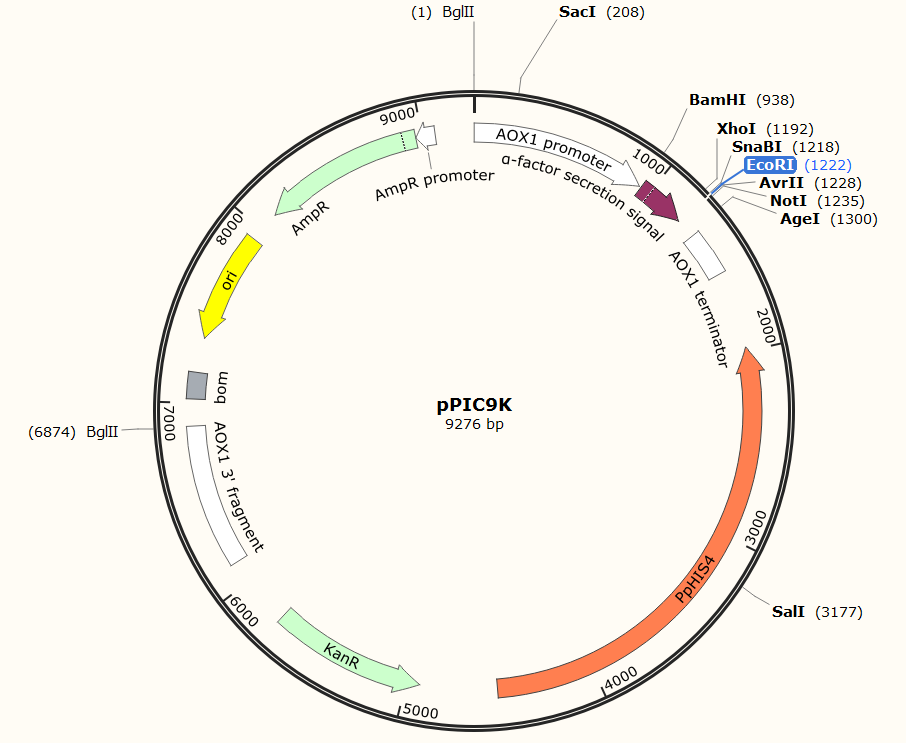 (1) BglII
SacI (208)
BamHI (938)
XhoI (1192)
SnaBI (1218)
EcoRI (1222)
AvrII (1228)
NotI (1235)
AgeI (1300)
9000
AOX1 promoter
1000
α-factor secretion signal
AmpR promoter
AmpR
8000
AOX1 terminator
2000
ori
bom
pPIC9K
9276 bp
7000
(6874) BglII
AOX1 3' fragment
3000
PpHIS4
SalI (3177)
6000
KanR
4000
5000